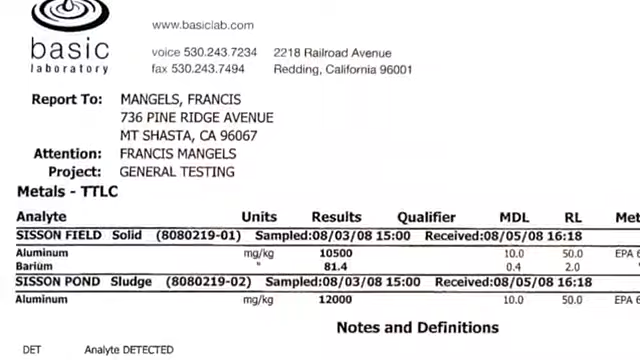 www.basiclab.com
basic
laboratory
voice 530.243.7234 2218 Railroad Avenue
fax 530.243.7494 Redding, California 96001
Report To: MANGELS, FRANCIS
736 PINE RIDGE AVENUE
MT SHASTA, CA 96067
Attention: FRANCIS MANGELS
Project: GENERAL TESTING
Metals - TTLC
Analyte Units Results Qualifier MDL RL Met
SISSON FIELD Solid (8080219-01) Sampled:08/03/08 15:00 Received:08/05/08 16:18
Aluminum mg/kg 10500 10.0 50.0 EPA 6
Barium " 81.4 0.4 2.0 "
SISSON POND Sludge (8080219-02) Sampled:08/03/08 15:00 Received:08/05/08 16:18
Aluminum mg/kg 12000 10.0 50.0 EPA 6
Notes and Definitions
DET Analyte DETECTED